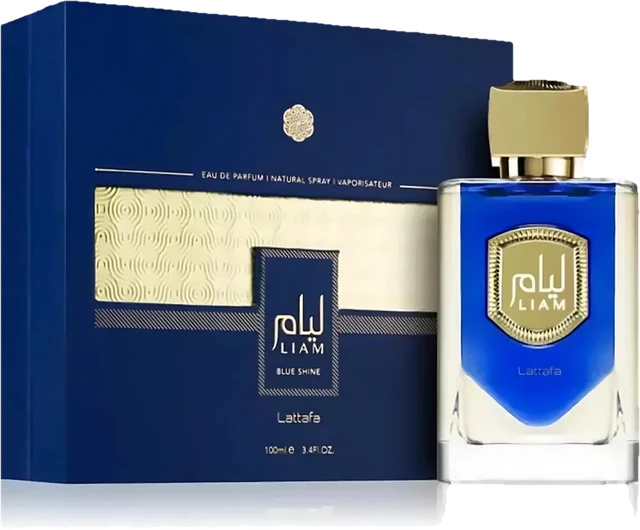 EAU DE PARFUM | NATURAL SPRAY | VAPORISATEUR
ليام
LIAM
BLUE SHINE
Lattafa
100ml.e 3.4FL.OZ.
ليام
LIAM
Lattafa